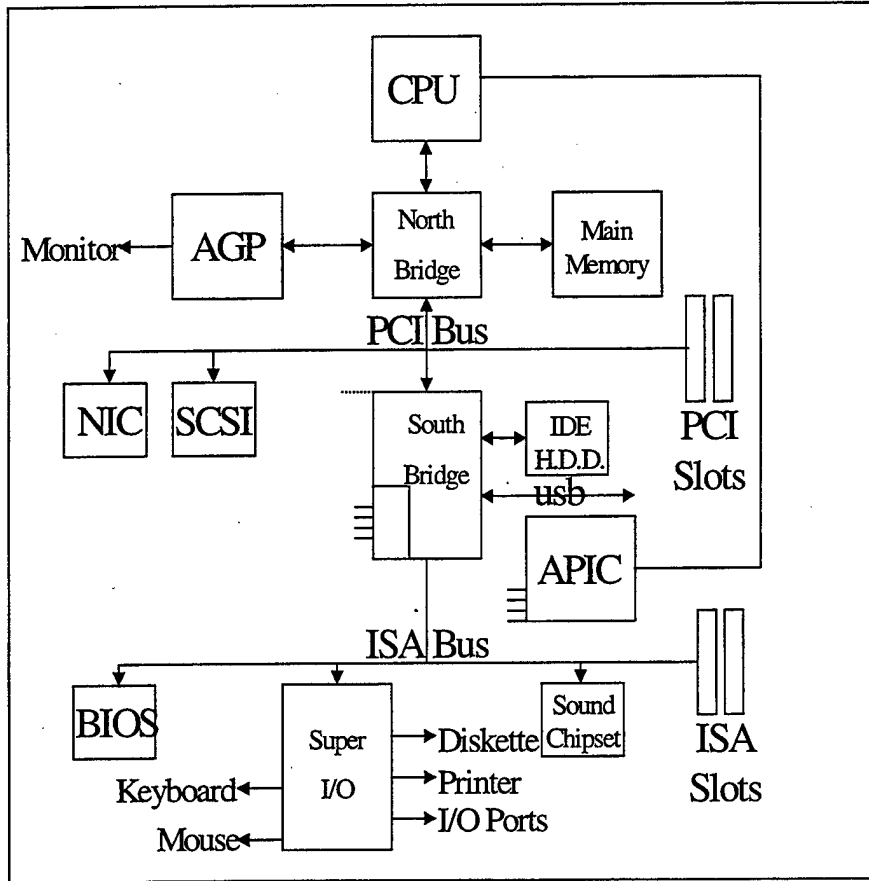 CPU
North
Bridge
AGP
Monitor
Main
Memory
PCI Bus
NIC
SCSI
PCI
Slots
South
Bridge
IDE
H.D.D.
usb
APIC
ISA Bus
BIOS
Super
I/O
Sound
Chipset
ISA
Slots
Diskette
Printer
I/O Ports
Keyboard
Mouse